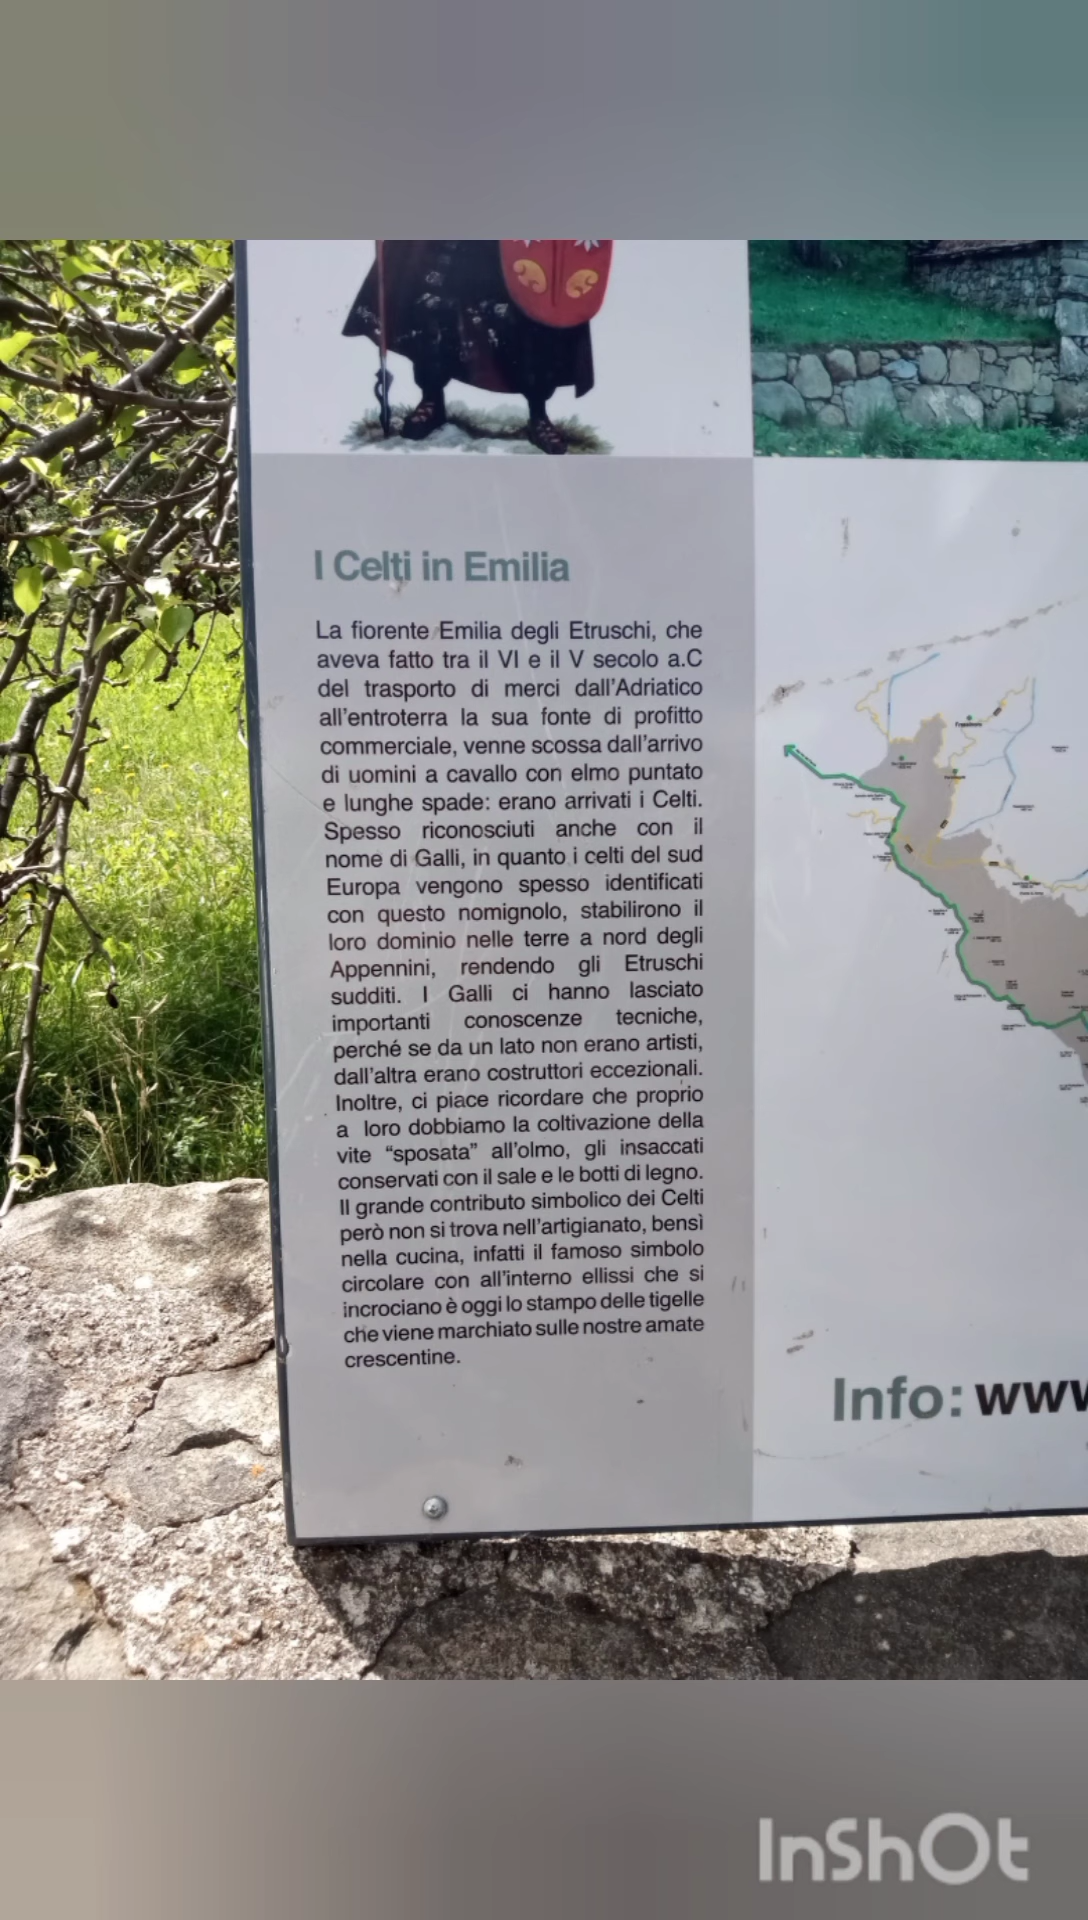 I Celti in Emilia
La fiorente Emilia degli Etruschi, che
aveva fatto tra il VI e il V secolo a.C
del trasporto di merci dall'Adriatico
all'entroterra la sua fonte di profitto
commerciale, venne scossa dall'arrivo
di uomini a cavallo con elmo puntato
e lunghe spade: erano arrivati i Celti.
Spesso riconosciuti anche con il
nome di Galli, in quanto i celti del sud
Europa vengono spesso identificati
con questo nomignolo, stabilirono il
loro dominio nelle terre a nord degli
Appennini, rendendo gli Etruschi
sudditi. I Galli ci hanno lasciato
importanti conoscenze tecniche,
perché se da un lato non erano artisti,
dall'altra erano costruttori eccezionali.
Inoltre, ci piace ricordare che proprio
a loro dobbiamo la coltivazione della
vite “sposata” all'olmo, gli insaccati
conservati con il sale e le botti di legno.
Il grande contributo simbolico dei Celti
però non si trova nell'artigianato, bensì
nella cucina, infatti il famoso simbolo
circolare con all'interno ellissi che si
incrociano è oggi lo stampo delle tigelle
che viene marchiato sulle nostre amate
crescentine.
Info: www
InShOt